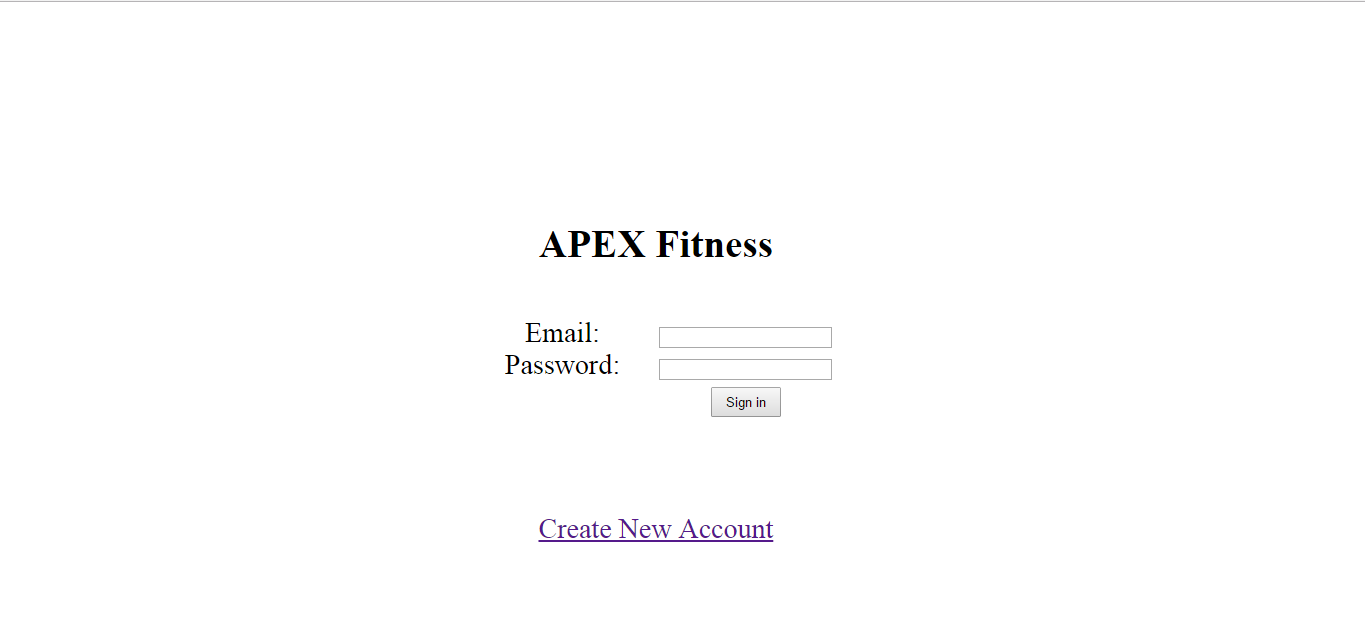 APEX Fitness
Email:
Password:
Sign in
Create New Account